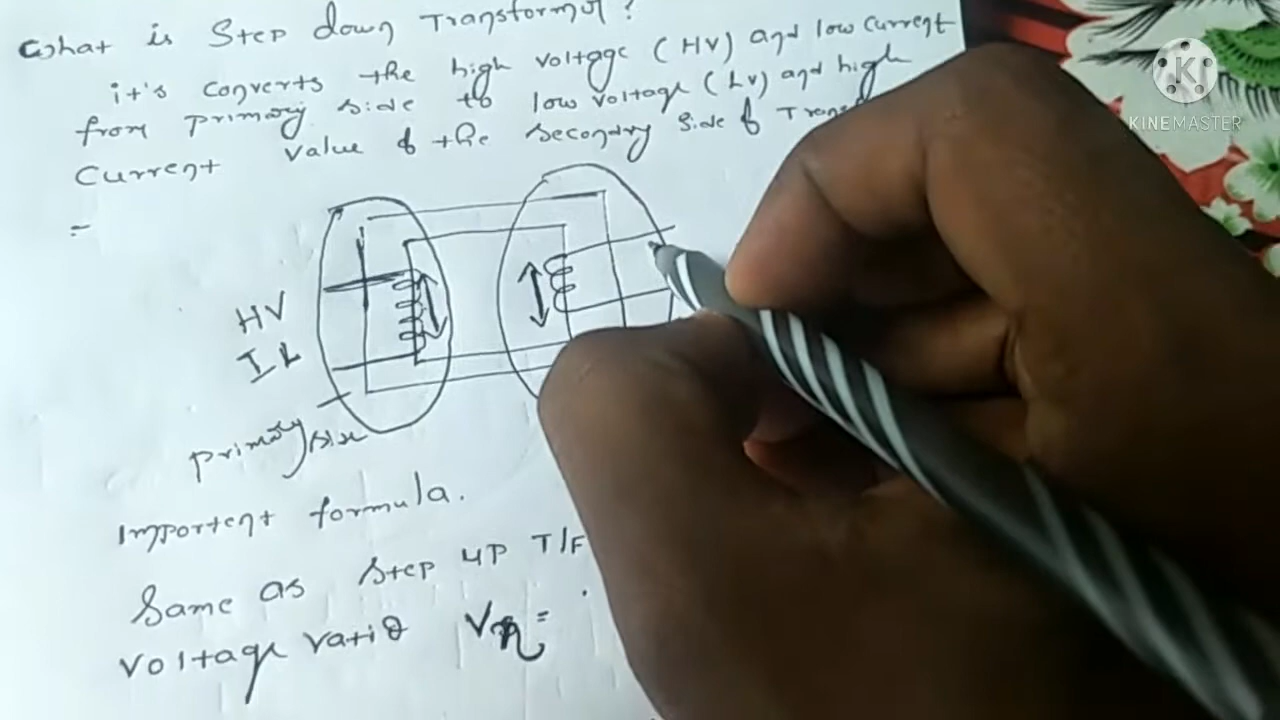 What is Step down Transformer?
it's converts the high voltage (HV) and low current
from primary side to low voltage (LV) and high
current value of the secondry side of Trans
HV
IL
primary side
Important formula.
Same as step up T/F
voltage ratio
KINEMASTER